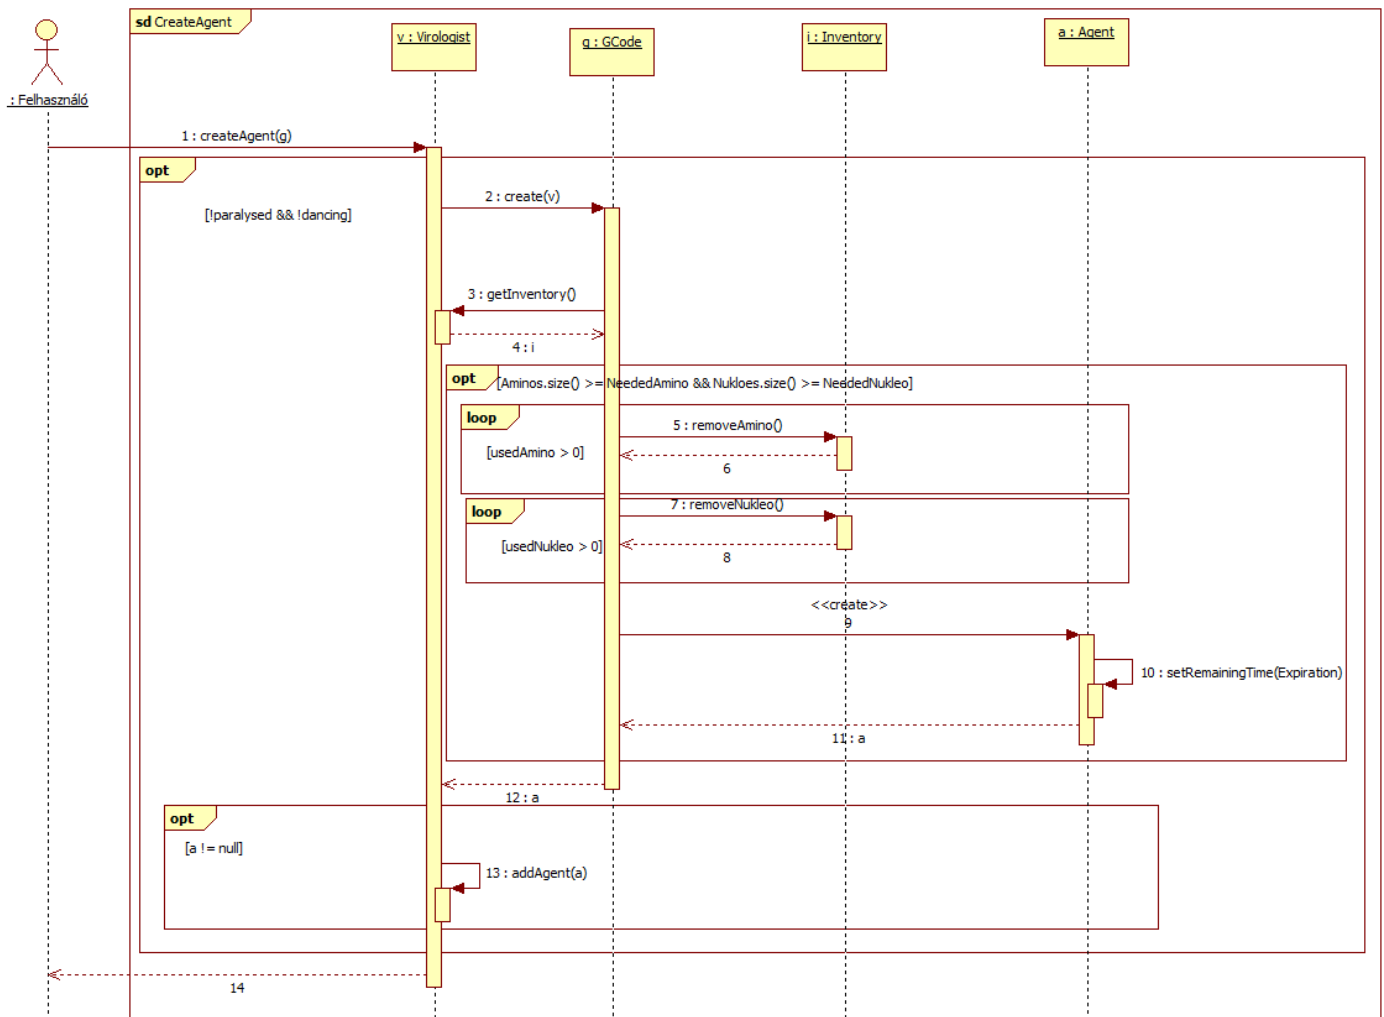 sd CreateAgent
v : Virologist
g : GCode
i : Inventory
a : Agent
: Felhasználó
1 : createAgent(g)
opt
[!paralysed && !dancing]
2 : create(v)
3 : getInventory()
4 : i
opt
[Aminos.size() >= NeededAmino && Nukloes.size() >= NeededNukleo]
loop
5 : removeAmino()
[usedAmino > 0]
6
loop
7 : removeNukleo()
[usedNukleo > 0]
8
<<create>>
9
10 : setRemainingTime(Expiration)
11 : a
12 : a
opt
[a != null]
13 : addAgent(a)
14